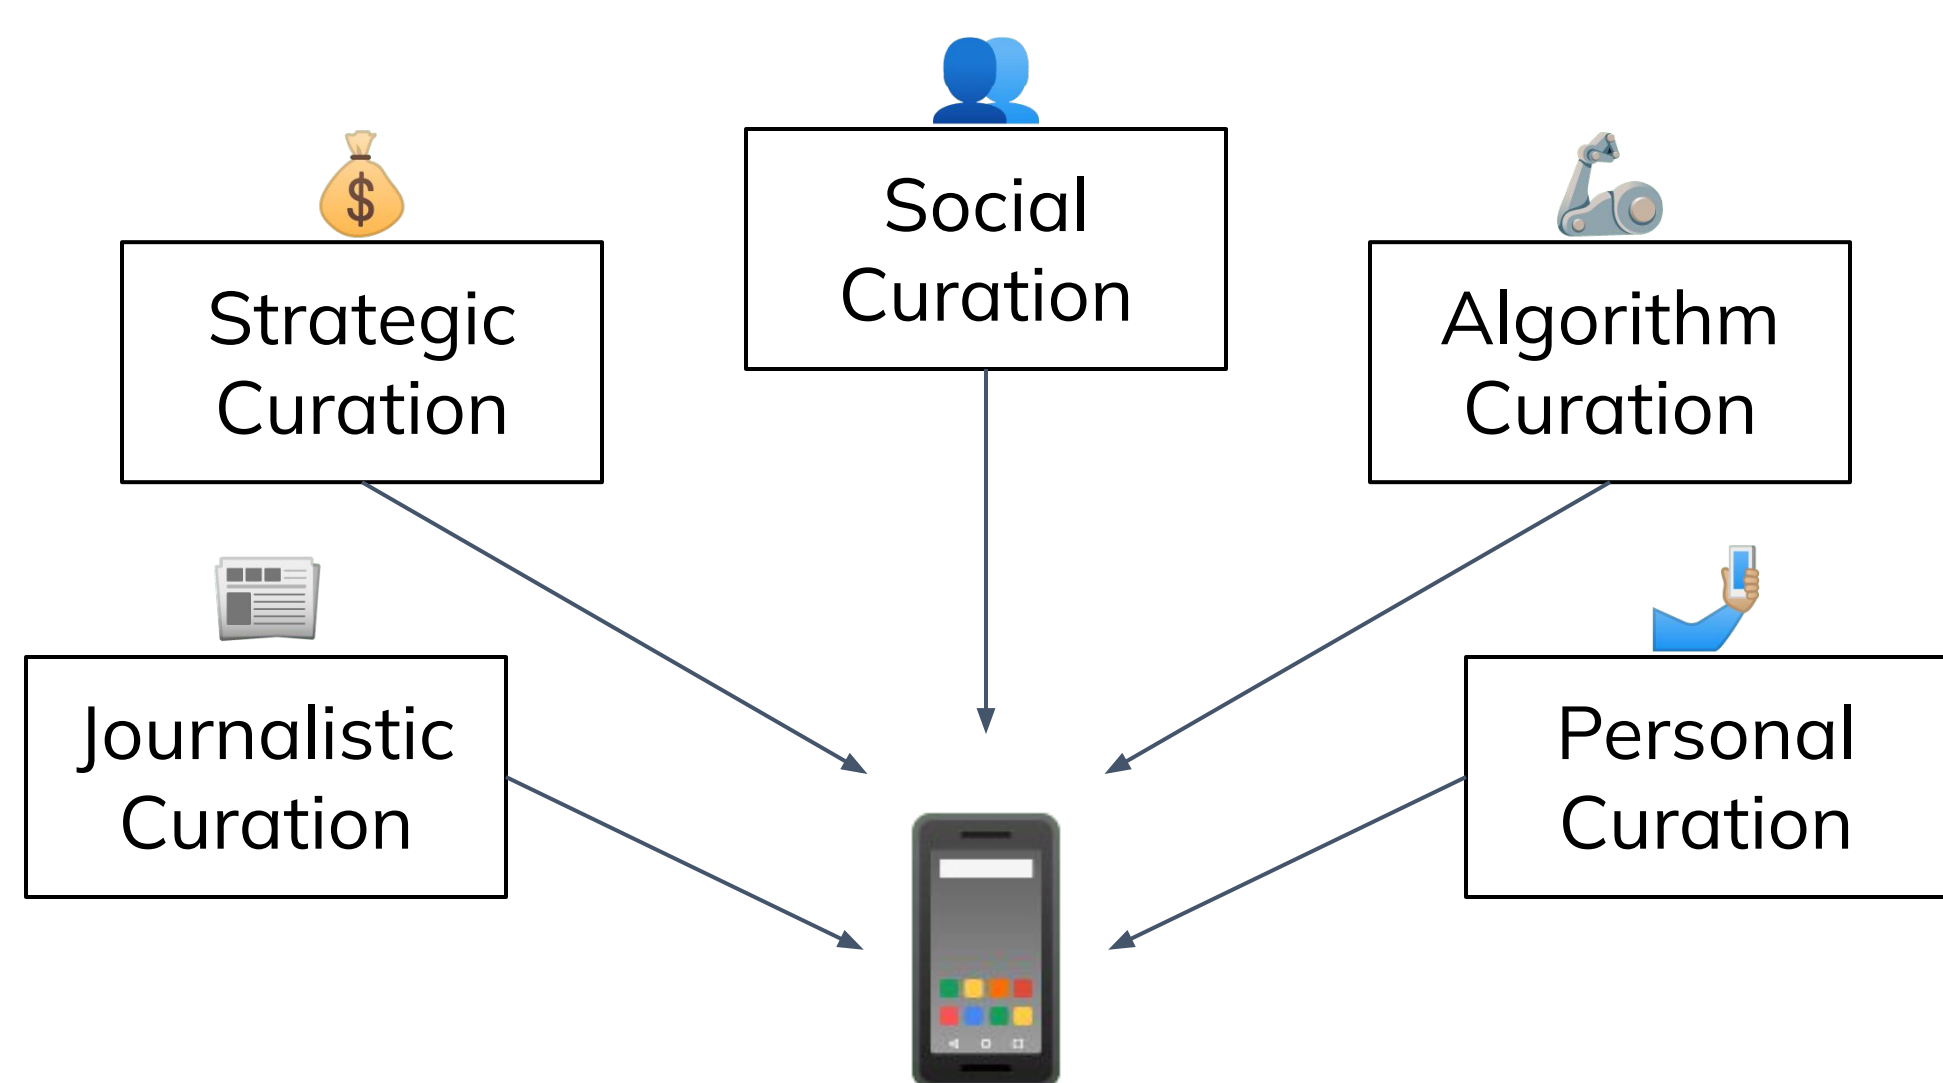 Social
Curation
Strategic
Curation
Algorithm
Curation
Journalistic
Curation
Personal
Curation
$